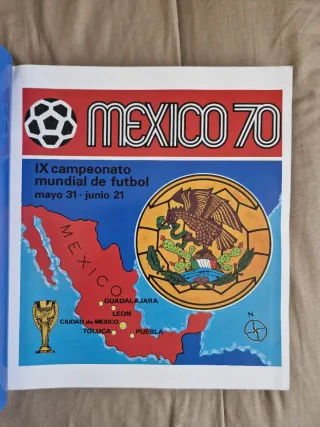 MEXICO 70
IX campeonato
mundial de futbol
mayo 31 - junio 21
MEXICO
GUADALAJARA
LEON
CIUDAD de MEXICO
TOLUCA
PUEBLA
N